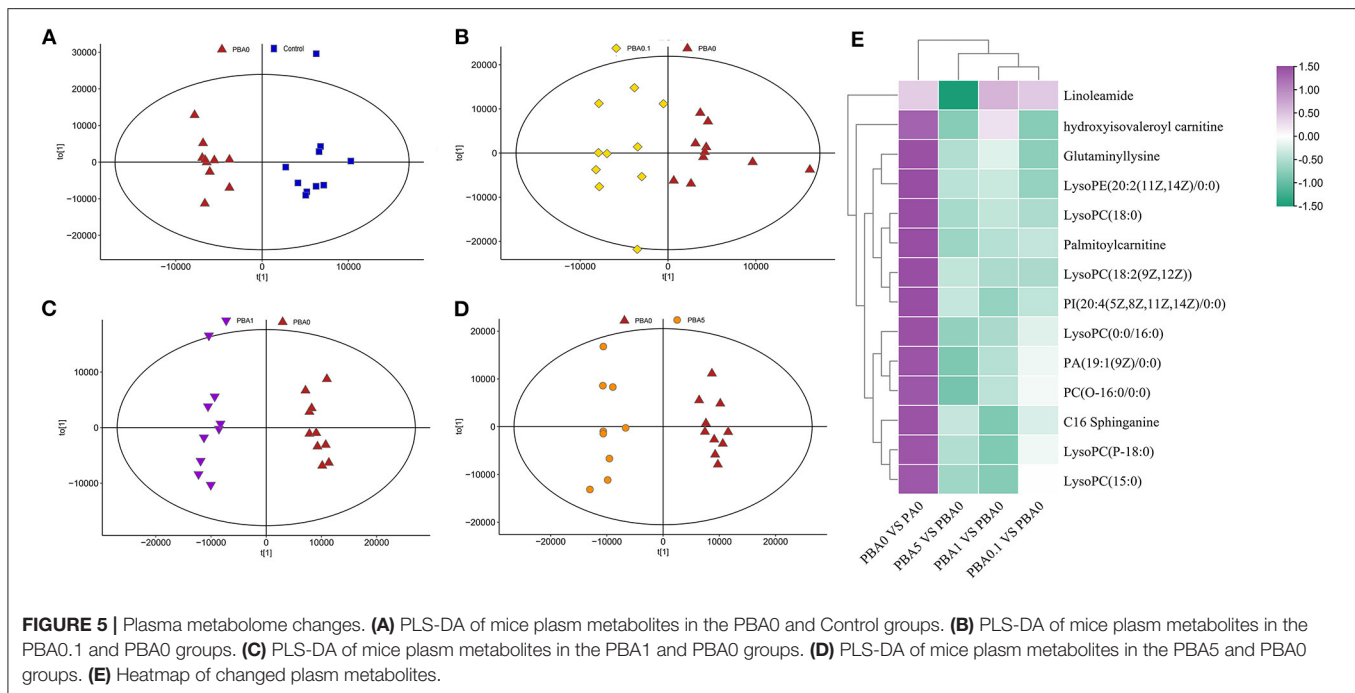 A
PBA0 Control
to[1]
30000
20000
10000
0
−10000
−20000
−10000 0 10000
t[1]
B
PBA0.1 PBA0
to[1]
20000
10000
0
−10000
−20000
−10000 0 10000
t[1]
C
PBA1 PBA0
to[1]
10000
0
−10000
−20000 −10000 0 10000 20000
t[1]
D
PBA0 PBA5
to[1]
20000
10000
0
−10000
−20000
−20000 −10000 0 10000 20000
t[1]
E
Linoleamide
hydroxyisovaleroyl carnitine
Glutaminyllysine
LysoPE(20:2(11Z,14Z)/0:0)
LysoPC(18:0)
Palmitoylcarnitine
LysoPC(18:2(9Z,12Z))
PI(20:4(5Z,8Z,11Z,14Z)/0:0)
LysoPC(0:0/16:0)
PA(19:1(9Z)/0:0)
PC(O-16:0/0:0)
C16 Sphinganine
LysoPC(P-18:0)
LysoPC(15:0)
PBA0 VS PA0
PBA5 VS PBA0
PBA1 VS PBA0
PBA0.1 VS PBA0
1.50
1.00
0.50
0
-0.50
-1.00
-1.50
FIGURE 5 | Plasma metabolome changes. (A) PLS-DA of mice plasm metabolites in the PBA0 and Control groups. (B) PLS-DA of mice plasm metabolites in the
PBA0.1 and PBA0 groups. (C) PLS-DA of mice plasm metabolites in the PBA1 and PBA0 groups. (D) PLS-DA of mice plasm metabolites in the PBA5 and PBA0
groups. (E) Heatmap of changed plasm metabolites.